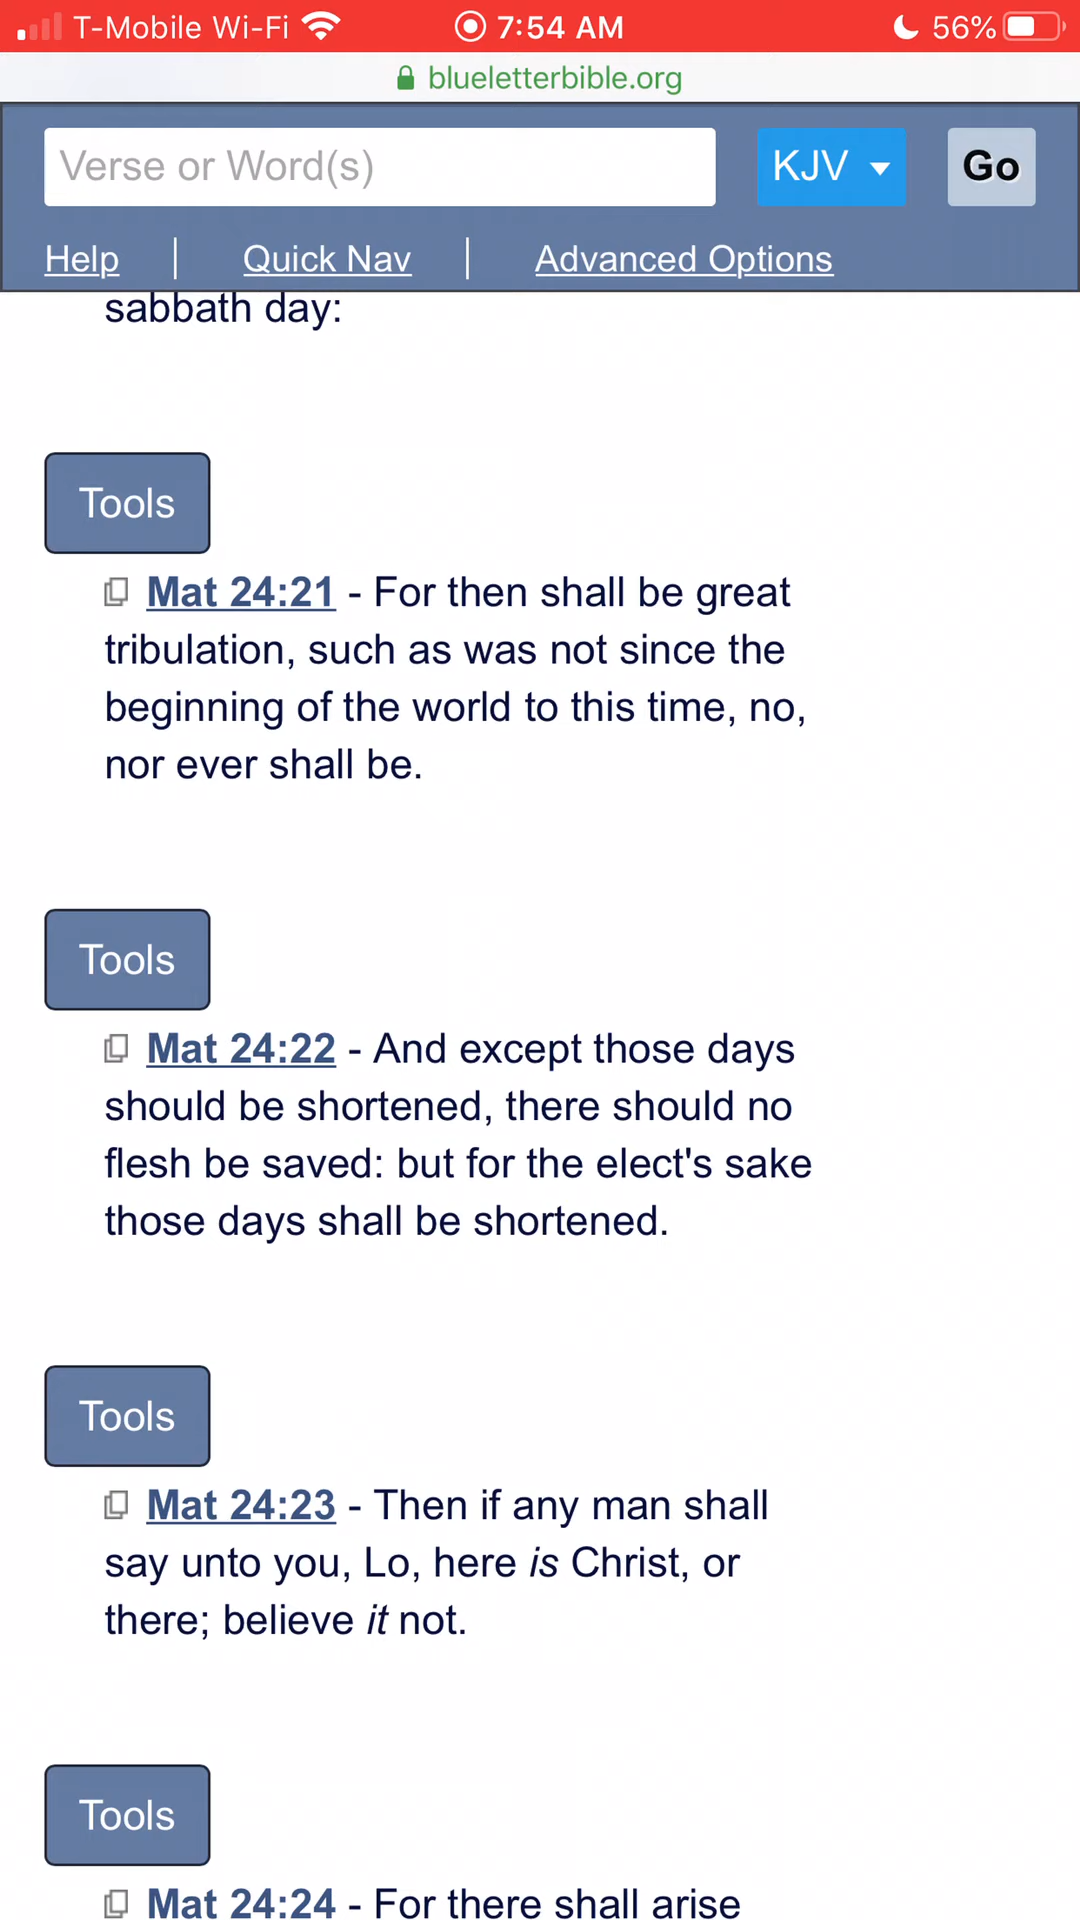 T-Mobile Wi-Fi 7:54 AM 56%
blueletterbible.org
Verse or Word(s) KJV Go
Help | Quick Nav | Advanced Options
sabbath day:
Tools
Mat 24:21 - For then shall be great
tribulation, such as was not since the
beginning of the world to this time, no,
nor ever shall be.
Tools
Mat 24:22 - And except those days
should be shortened, there should no
flesh be saved: but for the elect's sake
those days shall be shortened.
Tools
Mat 24:23 - Then if any man shall
say unto you, Lo, here is Christ, or
there; believe it not.
Tools
Mat 24:24 - For there shall arise